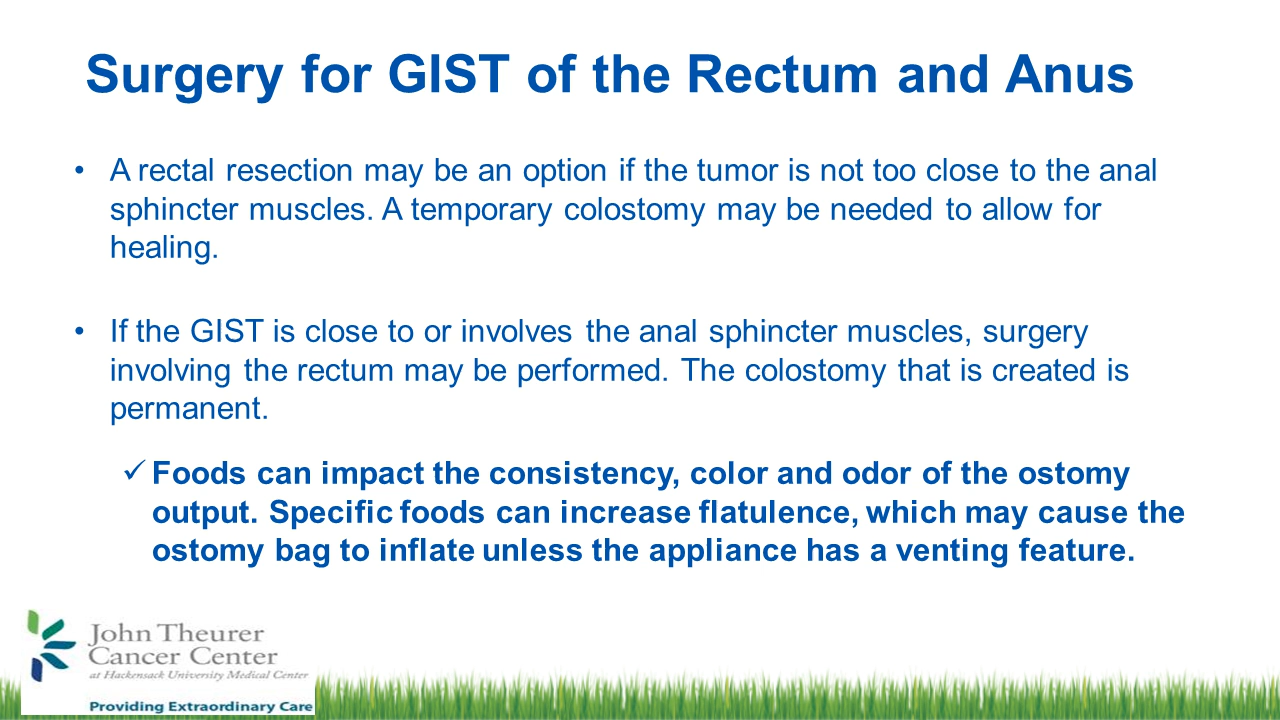 Surgery for GIST of the Rectum and Anus
• A rectal resection may be an option if the tumor is not too close to the anal
sphincter muscles. A temporary colostomy may be needed to allow for
healing.
• If the GIST is close to or involves the anal sphincter muscles, surgery
involving the rectum may be performed. The colostomy that is created is
permanent.
✓ Foods can impact the consistency, color and odor of the ostomy
output. Specific foods can increase flatulence, which may cause the
ostomy bag to inflate unless the appliance has a venting feature.
John Theurer
Cancer Center
at Hackensack University Medical Center
Providing Extraordinary Care